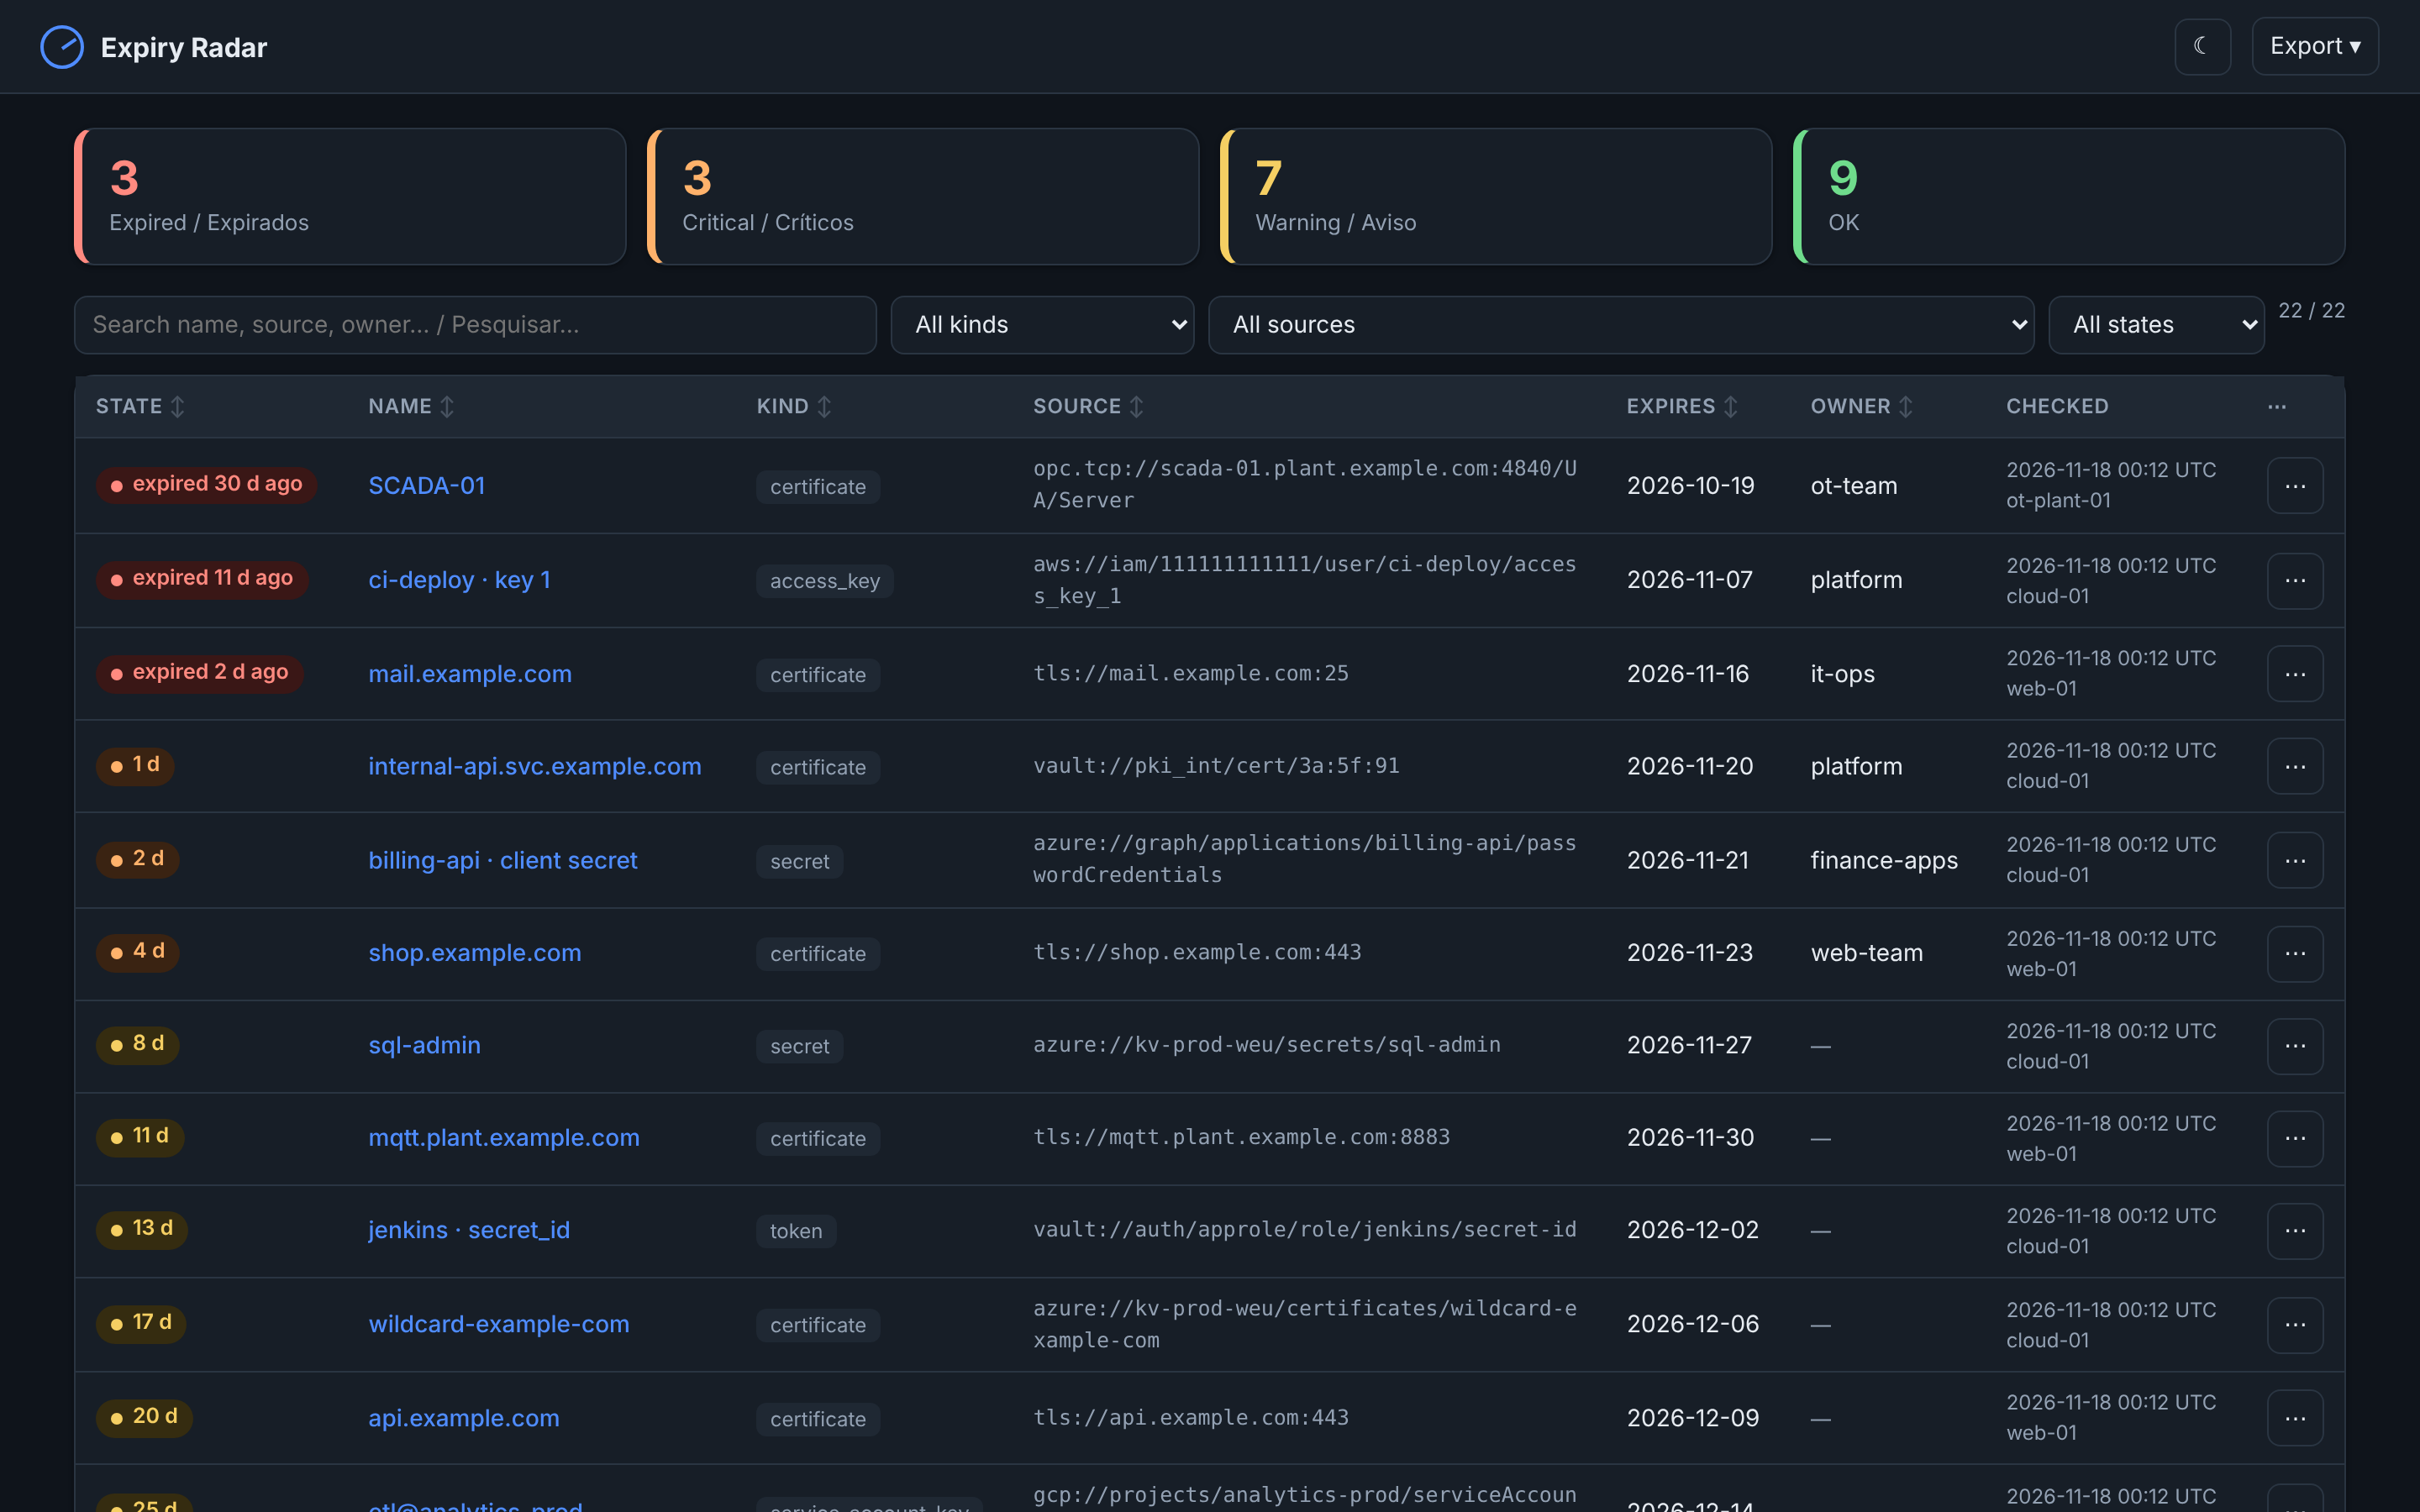 Expiry Radar
☾
Export ▾
3
Expired / Expirados
3
Critical / Críticos
7
Warning / Aviso
9
OK
Search name, source, owner... / Pesquisar...
All kinds
All sources
All states
22 / 22
STATE ↕ NAME ↕ KIND ↕ SOURCE ↕ EXPIRES ↕ OWNER ↕ CHECKED ...
expired 30 d ago SCADA-01 certificate opc.tcp://scada-01.plant.example.com:4840/U
A/Server
2026-10-19 ot-team 2026-11-18 00:12 UTC
ot-plant-01
...
expired 11 d ago ci-deploy · key 1 access_key aws://iam/111111111111/user/ci-deploy/acces
s_key_1
2026-11-07 platform 2026-11-18 00:12 UTC
cloud-01
...
expired 2 d ago mail.example.com certificate tls://mail.example.com:25 2026-11-16 it-ops 2026-11-18 00:12 UTC
web-01
...
1 d internal-api.svc.example.com certificate vault://pki_int/cert/3a:5f:91 2026-11-20 platform 2026-11-18 00:12 UTC
cloud-01
...
2 d billing-api · client secret secret azure://graph/applications/billing-api/pass
wordCredentials
2026-11-21 finance-apps 2026-11-18 00:12 UTC
cloud-01
...
4 d shop.example.com certificate tls://shop.example.com:443 2026-11-23 web-team 2026-11-18 00:12 UTC
web-01
...
8 d sql-admin secret azure://kv-prod-weu/secrets/sql-admin 2026-11-27 — 2026-11-18 00:12 UTC
cloud-01
...
11 d mqtt.plant.example.com certificate tls://mqtt.plant.example.com:8883 2026-11-30 — 2026-11-18 00:12 UTC
web-01
...
13 d jenkins · secret_id token vault://auth/approle/role/jenkins/secret-id 2026-12-02 — 2026-11-18 00:12 UTC
cloud-01
...
17 d wildcard-example-com certificate azure://kv-prod-weu/certificates/wildcard-e
xample-com
2026-12-06 — 2026-11-18 00:12 UTC
cloud-01
...
20 d api.example.com certificate tls://api.example.com:443 2026-12-09 — 2026-11-18 00:12 UTC
web-01
...
25 d etl@analytics-prod service_account_key gcp://projects/analytics-prod/serviceAccoun
2026-12-14 2026-11-18 00:12 UTC